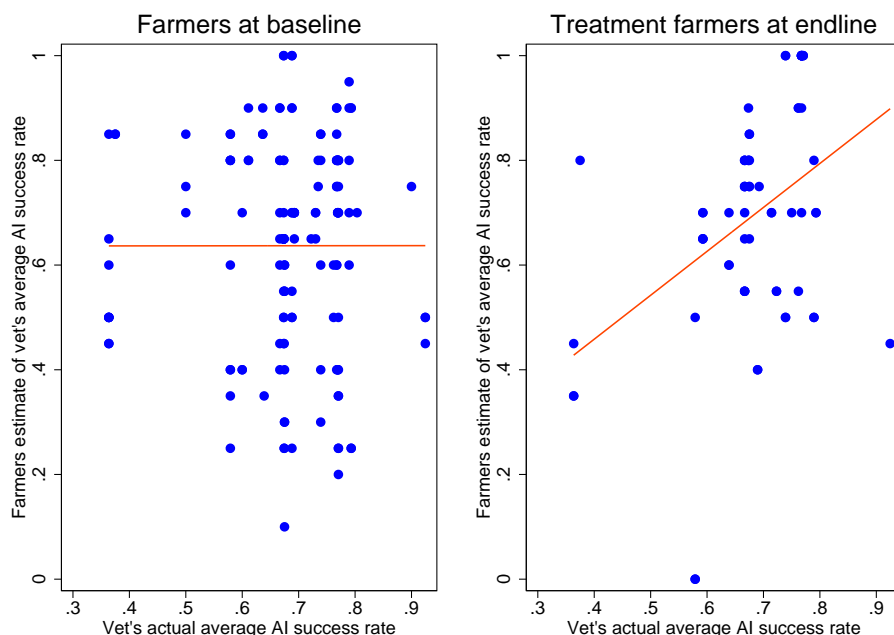 Farmers at baseline
Farmers estimate of vet's average AI success rate
1
.8
.6
.4
.2
0
.3 .4 .5 .6 .7 .8 .9
Vet's actual average AI success rate
Treatment farmers at endline
Farmers estimate of vet's average AI success rate
1
.8
.6
.4
.2
0
.3 .4 .5 .6 .7 .8 .9
Vet's actual average AI success rate